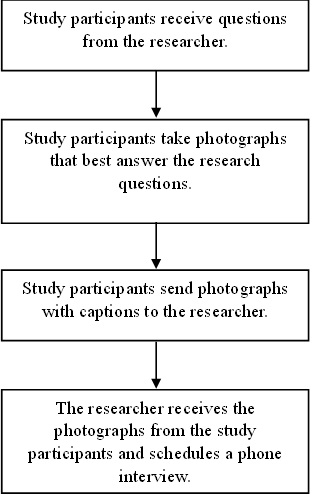 Study participants receive questions
from the researcher.
Study participants take photographs
that best answer the research
questions.
Study participants send photographs
with captions to the researcher.
The researcher receives the
photographs from the study
participants and schedules a phone
interview.